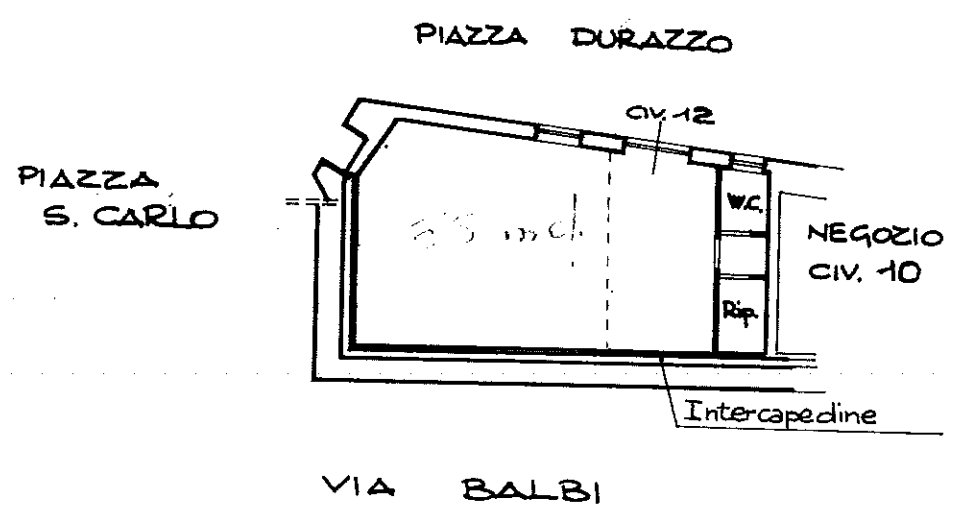 PIAZZA DURAZZO
CIV. 12
PIAZZA
S. CARLO
W.C.
NEGOZIO
CIV. 10
Rip.
Intercapedine
VIA BALBI